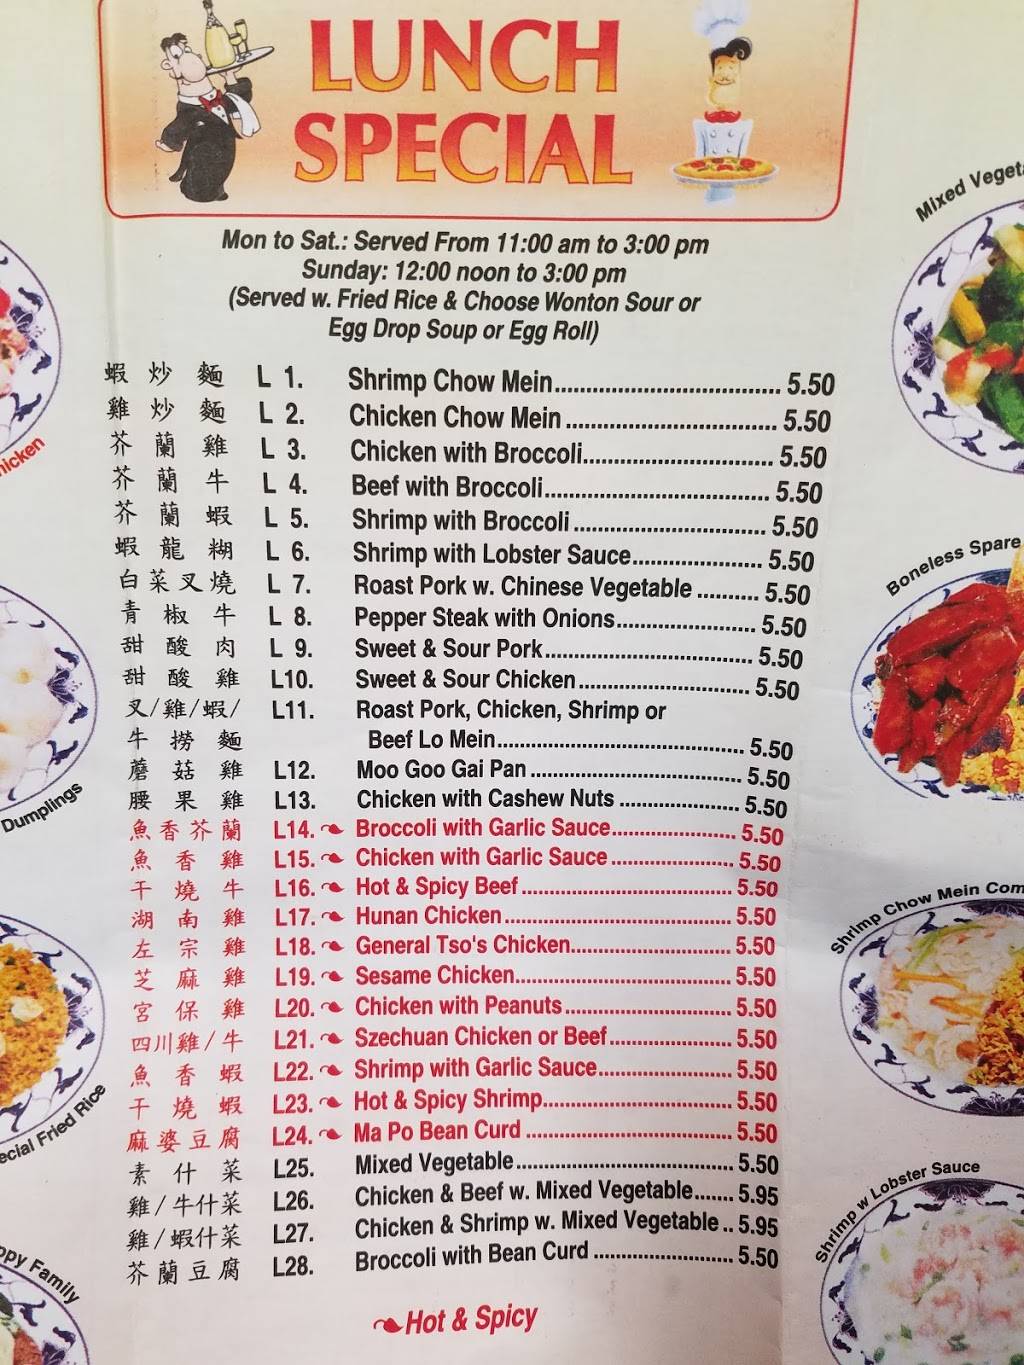 LUNCH
SPECIAL
Mon to Sat.: Served From 11:00 am to 3:00 pm
Sunday: 12:00 noon to 3:00 pm
(Served w. Fried Rice & Choose Wonton Sour or
Egg Drop Soup or Egg Roll)
蝦炒麵 L 1. Shrimp Chow Mein 5.50
雞炒麵 L 2. Chicken Chow Mein 5.50
芥蘭雞 L 3. Chicken with Broccoli 5.50
芥蘭牛 L 4. Beef with Broccoli 5.50
芥蘭蝦 L 5. Shrimp with Broccoli 5.50
蝦龍糊 L 6. Shrimp with Lobster Sauce 5.50
白菜叉燒 L 7. Roast Pork w. Chinese Vegetable 5.50
青椒牛 L 8. Pepper Steak with Onions 5.50
甜酸肉 L 9. Sweet & Sour Pork 5.50
甜酸雞 L10. Sweet & Sour Chicken 5.50
叉/雞/蝦/ L11. Roast Pork, Chicken, Shrimp or
牛撈麵 Beef Lo Mein 5.50
蘑菇雞 L12. Moo Goo Gai Pan 5.50
腰果雞 L13. Chicken with Cashew Nuts 5.50
魚香芥蘭 L14. Broccoli with Garlic Sauce 5.50
魚香雞 L15. Chicken with Garlic Sauce 5.50
干燒牛 L16. Hot & Spicy Beef 5.50
湖南雞 L17. Hunan Chicken 5.50
左宗雞 L18. General Tso's Chicken 5.50
芝麻雞 L19. Sesame Chicken 5.50
宮保雞 L20. Chicken with Peanuts 5.50
四川雞/牛 L21. Szechuan Chicken or Beef 5.50
魚香蝦 L22. Shrimp with Garlic Sauce 5.50
干燒蝦 L23. Hot & Spicy Shrimp 5.50
麻婆豆腐 L24. Ma Po Bean Curd 5.50
素什菜 L25. Mixed Vegetable 5.50
雞/牛什菜 L26. Chicken & Beef w. Mixed Vegetable 5.95
雞/蝦什菜 L27. Chicken & Shrimp w. Mixed Vegetable 5.95
芥蘭豆腐 L28. Broccoli with Bean Curd 5.50
Hot & Spicy
Dumplings
Fried Rice
Family
Mixed
Boneless Spare
Shrimp Chow Mein
Shrimp w Lobster Sauce